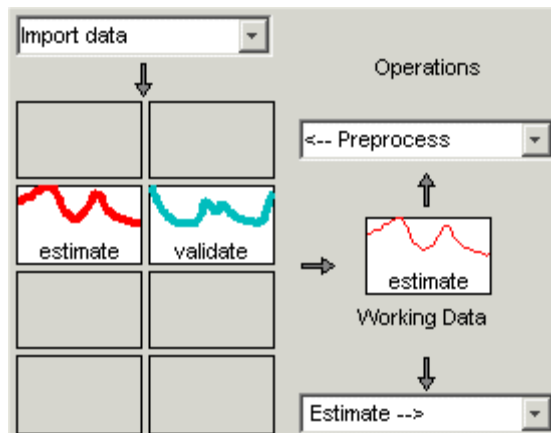 Import data
Operations
<-- Preprocess
estimate
validate
estimate
Working Data
Estimate -->